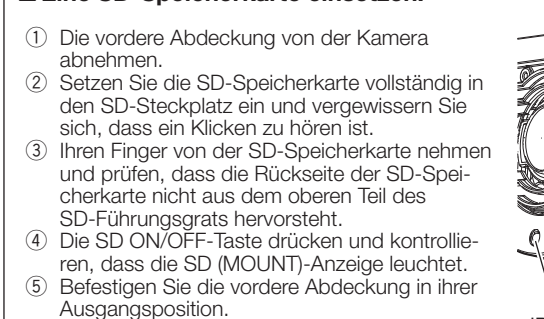 ① Die vordere Abdeckung von der Kamera
abnehmen.
② Setzen Sie die SD-Speicherkarte vollständig in
den SD-Steckplatz ein und vergewissern Sie
sich, dass ein Klicken zu hören ist.
③ Ihren Finger von der SD-Speicherkarte nehmen
und prüfen, dass die Rückseite der SD-Spei-
cherkarte nicht aus dem oberen Teil des
SD-Führungsgrats hervorsteht.
④ Die SD ON/OFF-Taste drücken und kontrollie-
ren, dass die SD (MOUNT)-Anzeige leuchtet.
⑤ Befestigen Sie die vordere Abdeckung in ihrer
Ausgangsposition.